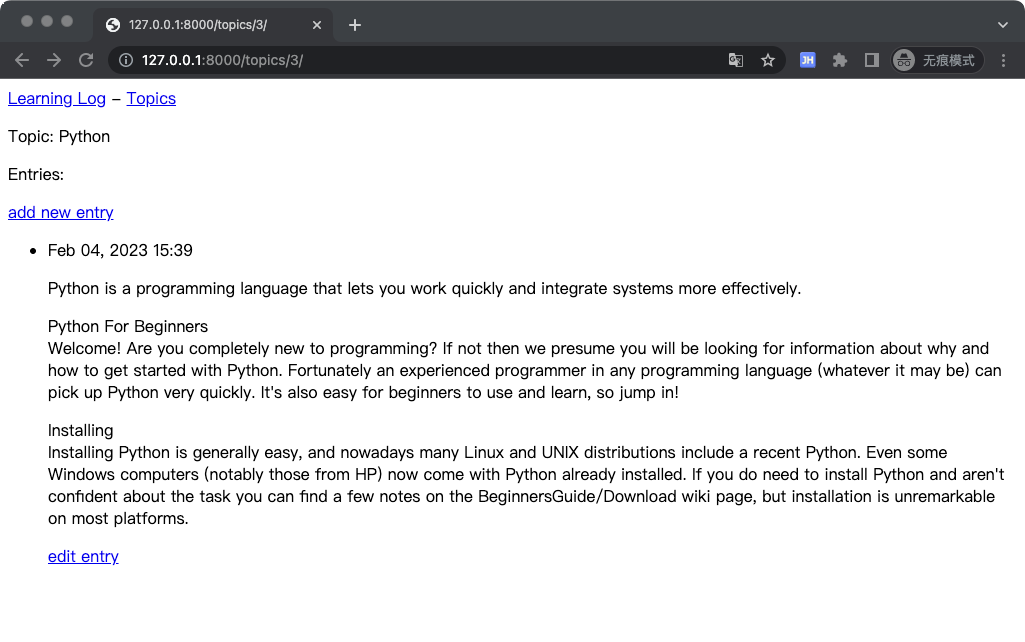 127.0.0.1:8000/topics/3/
127.0.0.1:8000/topics/3/
JH
无痕模式
Learning Log - Topics
Topic: Python
Entries:
add new entry
Feb 04, 2023 15:39
Python is a programming language that lets you work quickly and integrate systems more effectively.
Python For Beginners
Welcome! Are you completely new to programming? If not then we presume you will be looking for information about why and
how to get started with Python. Fortunately an experienced programmer in any programming language (whatever it may be) can
pick up Python very quickly. It's also easy for beginners to use and learn, so jump in!
Installing
Installing Python is generally easy, and nowadays many Linux and UNIX distributions include a recent Python. Even some
Windows computers (notably those from HP) now come with Python already installed. If you do need to install Python and aren't
confident about the task you can find a few notes on the BeginnersGuide/Download wiki page, but installation is unremarkable
on most platforms.
edit entry